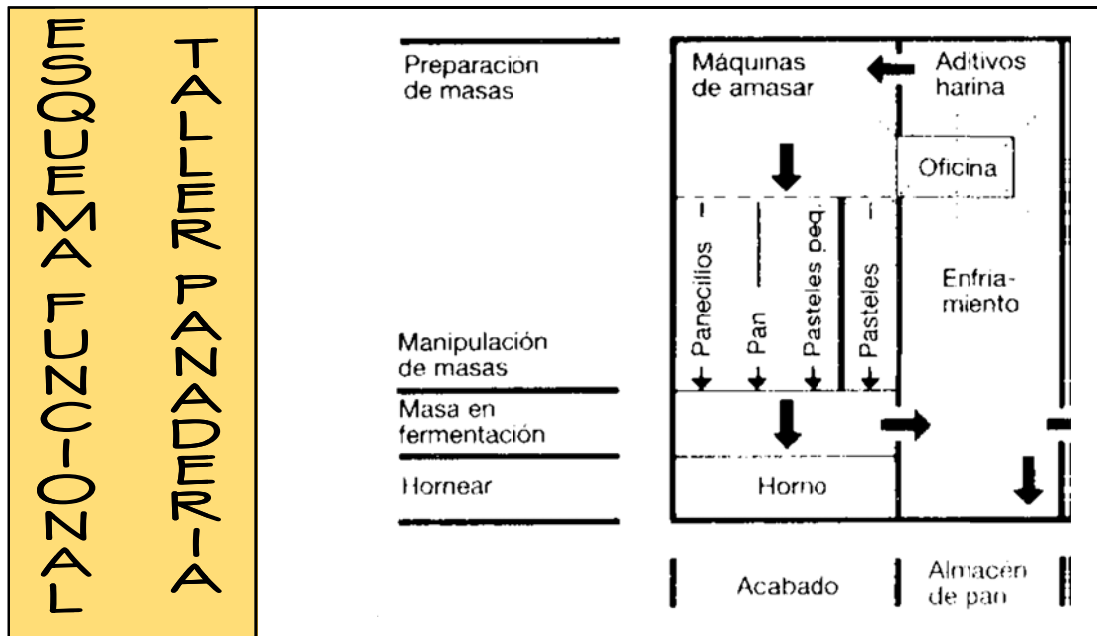 ESQUEMA FUNCIONAL
TALLER PANADERIA
Preparación
de masas
Máquinas
de amasar
Aditivos
harina
Oficina
Panecillos
Pan
Pasteles peq.
Pasteles
Enfria-
miento
Manipulación
de masas
Masa en
fermentación
Hornear
Horno
Acabado
Almacén
de pan